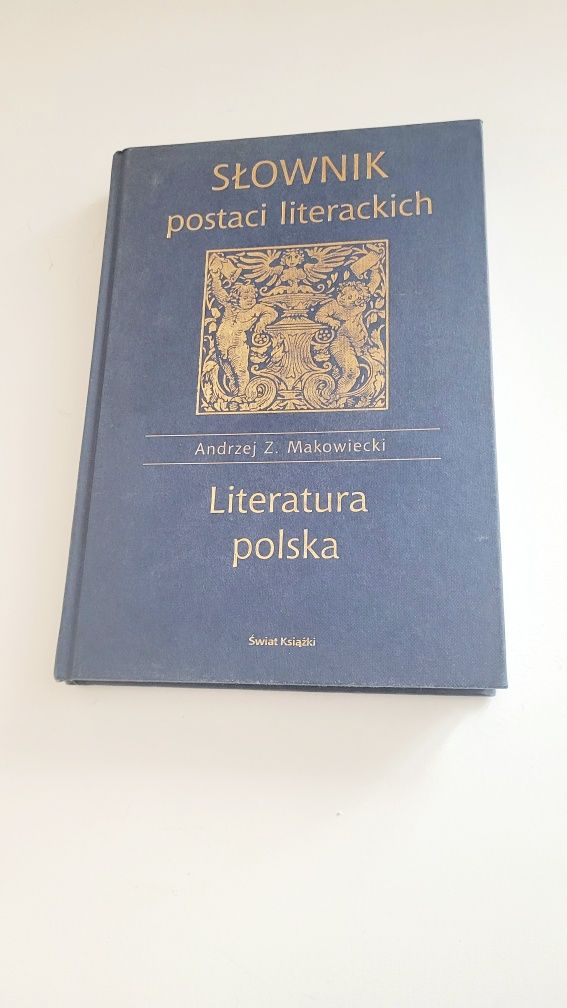 SŁOWNIK
postaci literackich
Andrzej Z. Makowiecki
Literatura
polska
Świat Książki